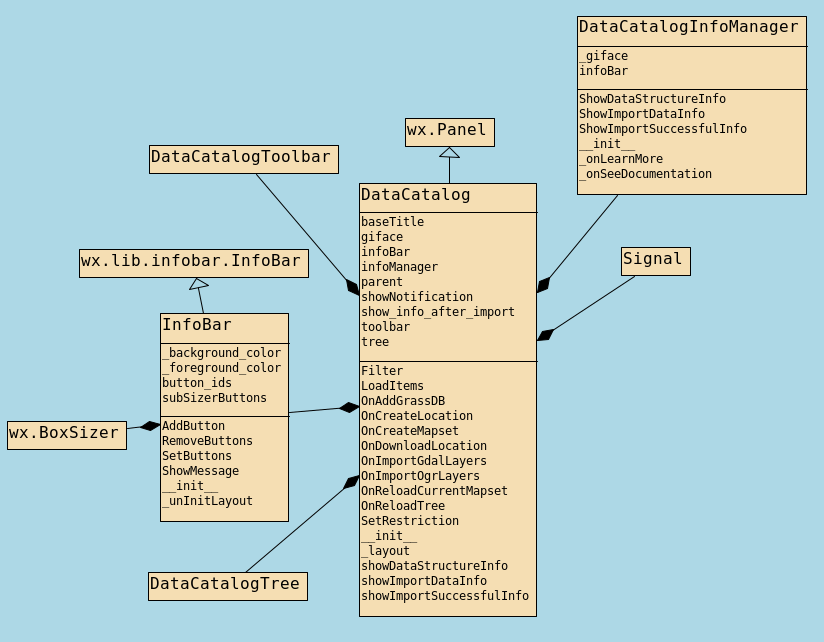 DataCatalogInfoManager
_giface
infoBar
ShowDataStructureInfo
ShowImportDataInfo
ShowImportSuccessfulInfo
__init__
_onLearnMore
_onSeeDocumentation
wx.Panel
DataCatalogToolbar
DataCatalog
baseTitle
giface
infoBar
infoManager
parent
showNotification
show_info_after_import
toolbar
tree
Filter
LoadItems
OnAddGrassDB
OnCreateLocation
OnCreateMapset
OnDownloadLocation
OnImportGdalLayers
OnImportOgrLayers
OnReloadCurrentMapset
OnReloadTree
SetRestriction
__init__
_layout
showDataStructureInfo
showImportDataInfo
showImportSuccessfulInfo
Signal
wx.lib.infobar.InfoBar
InfoBar
_background_color
_foreground_color
button_ids
subSizerButtons
AddButton
RemoveButtons
SetButtons
ShowMessage
__init__
_unInitLayout
wx.BoxSizer
DataCatalogTree